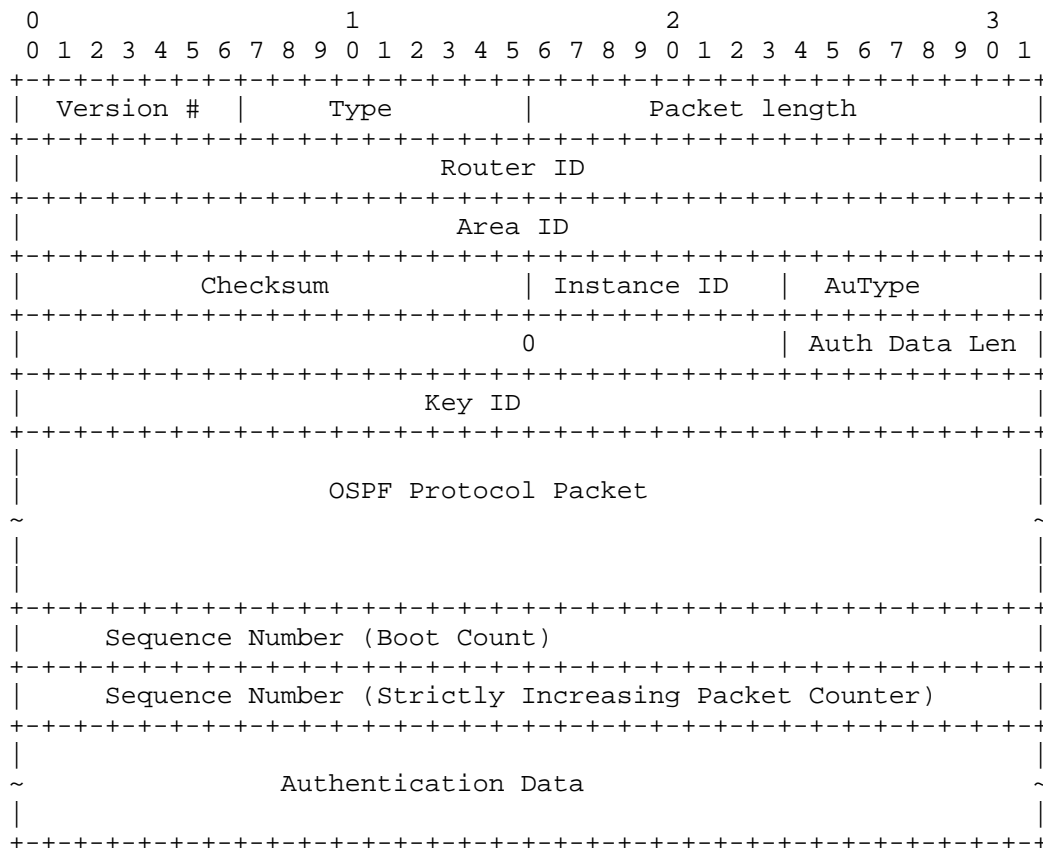 0                   1                   2                   3
 0 1 2 3 4 5 6 7 8 9 0 1 2 3 4 5 6 7 8 9 0 1 2 3 4 5 6 7 8 9 0 1
+-+-+-+-+-+-+-+-+-+-+-+-+-+-+-+-+-+-+-+-+-+-+-+-+-+-+-+-+-+-+-+-+
|  Version #  |     Type        |       Packet length           |
+-+-+-+-+-+-+-+-+-+-+-+-+-+-+-+-+-+-+-+-+-+-+-+-+-+-+-+-+-+-+-+-+
|                          Router ID                            |
+-+-+-+-+-+-+-+-+-+-+-+-+-+-+-+-+-+-+-+-+-+-+-+-+-+-+-+-+-+-+-+-+
|                           Area ID                             |
+-+-+-+-+-+-+-+-+-+-+-+-+-+-+-+-+-+-+-+-+-+-+-+-+-+-+-+-+-+-+-+-+
|           Checksum            | Instance ID   |  AuType       |
+-+-+-+-+-+-+-+-+-+-+-+-+-+-+-+-+-+-+-+-+-+-+-+-+-+-+-+-+-+-+-+-+
|                               0               | Auth Data Len |
+-+-+-+-+-+-+-+-+-+-+-+-+-+-+-+-+-+-+-+-+-+-+-+-+-+-+-+-+-+-+-+-+
|                         Key ID                                |
+-+-+-+-+-+-+-+-+-+-+-+-+-+-+-+-+-+-+-+-+-+-+-+-+-+-+-+-+-+-+-+-+
|                                                               |
|                   OSPF Protocol Packet                        |
~                                                               ~
|                                                               |
|                                                               |
+-+-+-+-+-+-+-+-+-+-+-+-+-+-+-+-+-+-+-+-+-+-+-+-+-+-+-+-+-+-+-+-+
|     Sequence Number (Boot Count)                              |
+-+-+-+-+-+-+-+-+-+-+-+-+-+-+-+-+-+-+-+-+-+-+-+-+-+-+-+-+-+-+-+-+
|     Sequence Number (Strictly Increasing Packet Counter)      |
+-+-+-+-+-+-+-+-+-+-+-+-+-+-+-+-+-+-+-+-+-+-+-+-+-+-+-+-+-+-+-+-+
|                                                               |
~                Authentication Data                            ~
|                                                               |
+-+-+-+-+-+-+-+-+-+-+-+-+-+-+-+-+-+-+-+-+-+-+-+-+-+-+-+-+-+-+-+-+